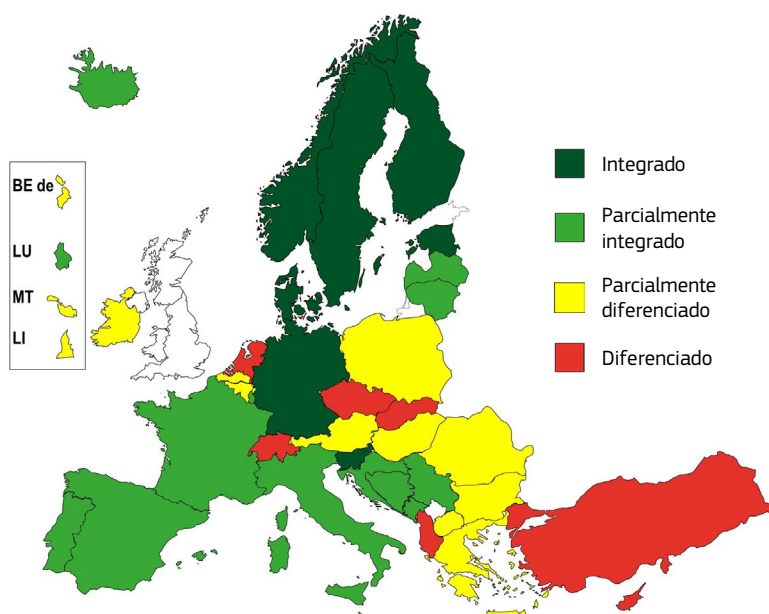 BE de
LU
MT
LI
Integrado
Parcialmente
integrado
Parcialmente
diferenciado
Diferenciado